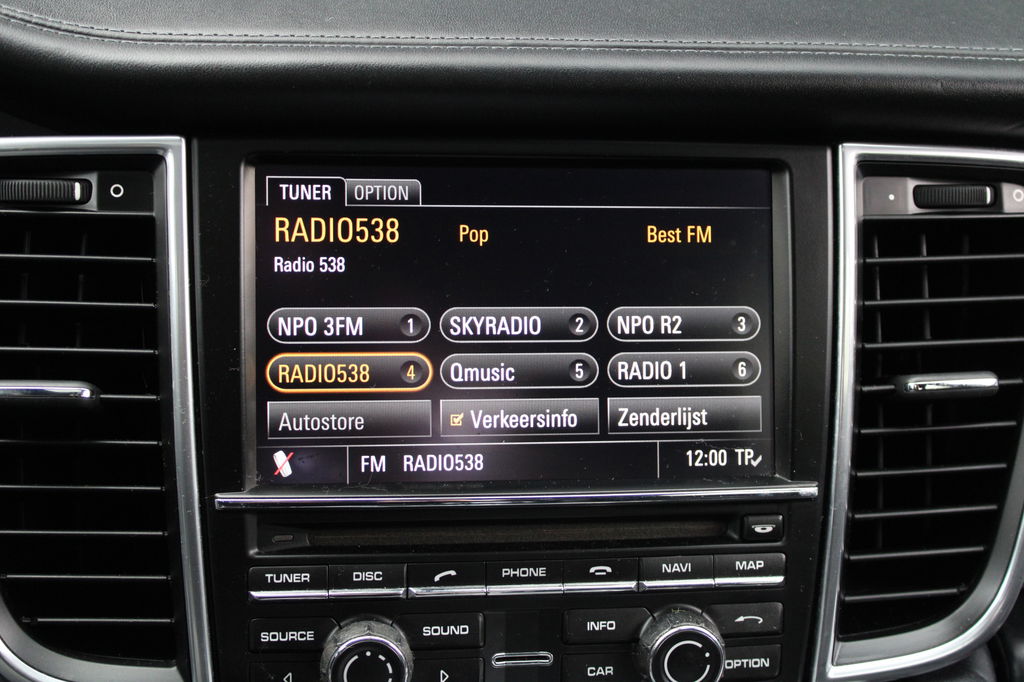 TUNER OPTION
RADIO538 Pop Best FM
Radio 538
NPO 3FM 1 SKYRADIO 2 NPO R2 3
RADIO538 4 Qmusic 5 RADIO 1 6
Autostore Verkeersinfo Zenderlijst
FM RADIO538 12:00 TP
TUNER DISC PHONE NAVI MAP
SOURCE SOUND INFO
CAR OPTION